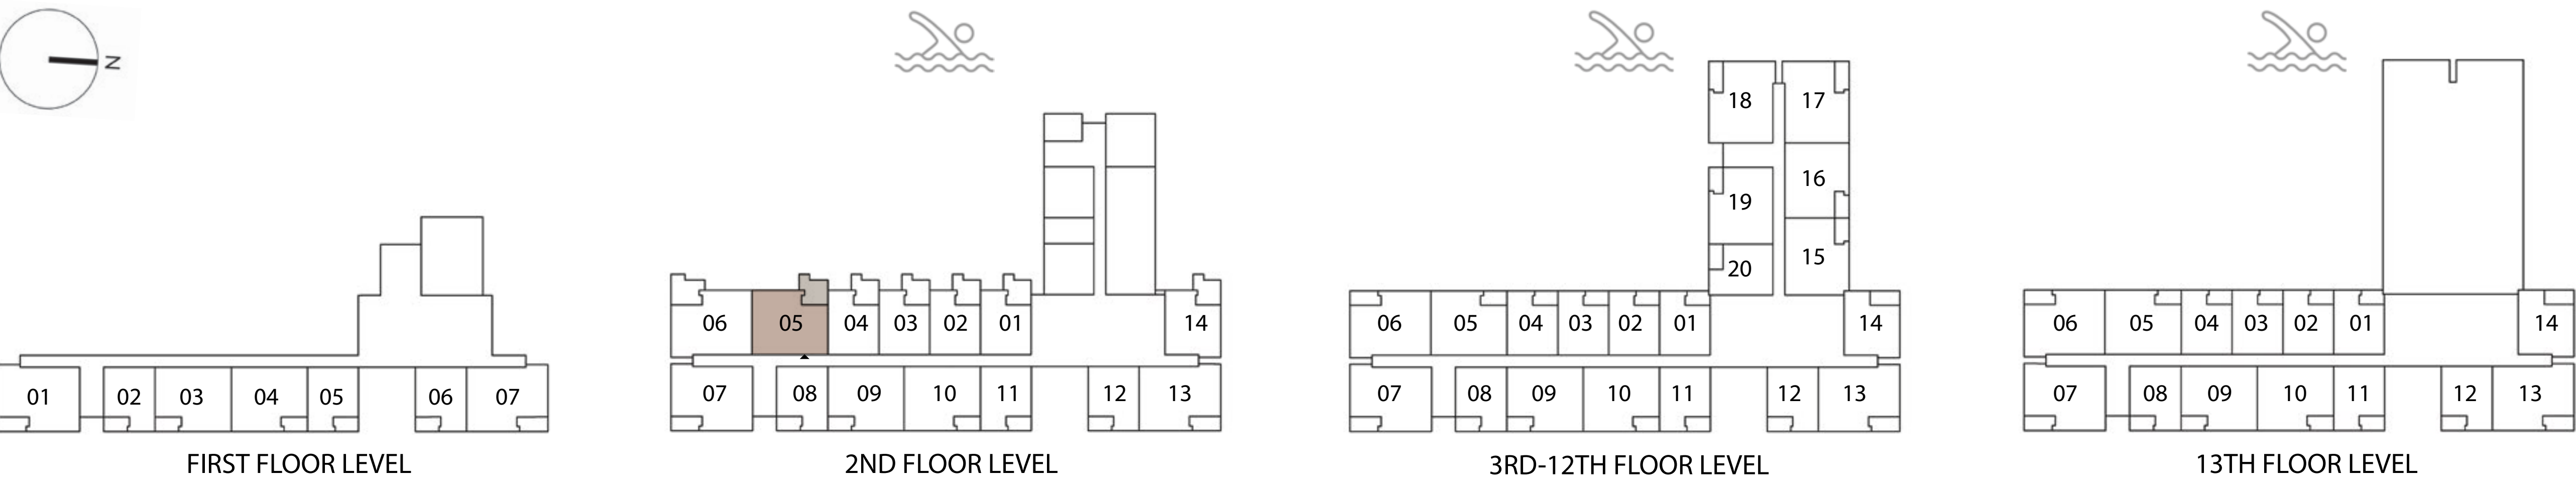 N
01 02 03 04 05 06 07
FIRST FLOOR LEVEL
06 05 04 03 02 01 14
07 08 09 10 11 12 13
2ND FLOOR LEVEL
18 17
16
19
15
20
06 05 04 03 02 01 14
07 08 09 10 11 12 13
3RD-12TH FLOOR LEVEL
06 05 04 03 02 01 14
07 08 09 10 11 12 13
13TH FLOOR LEVEL